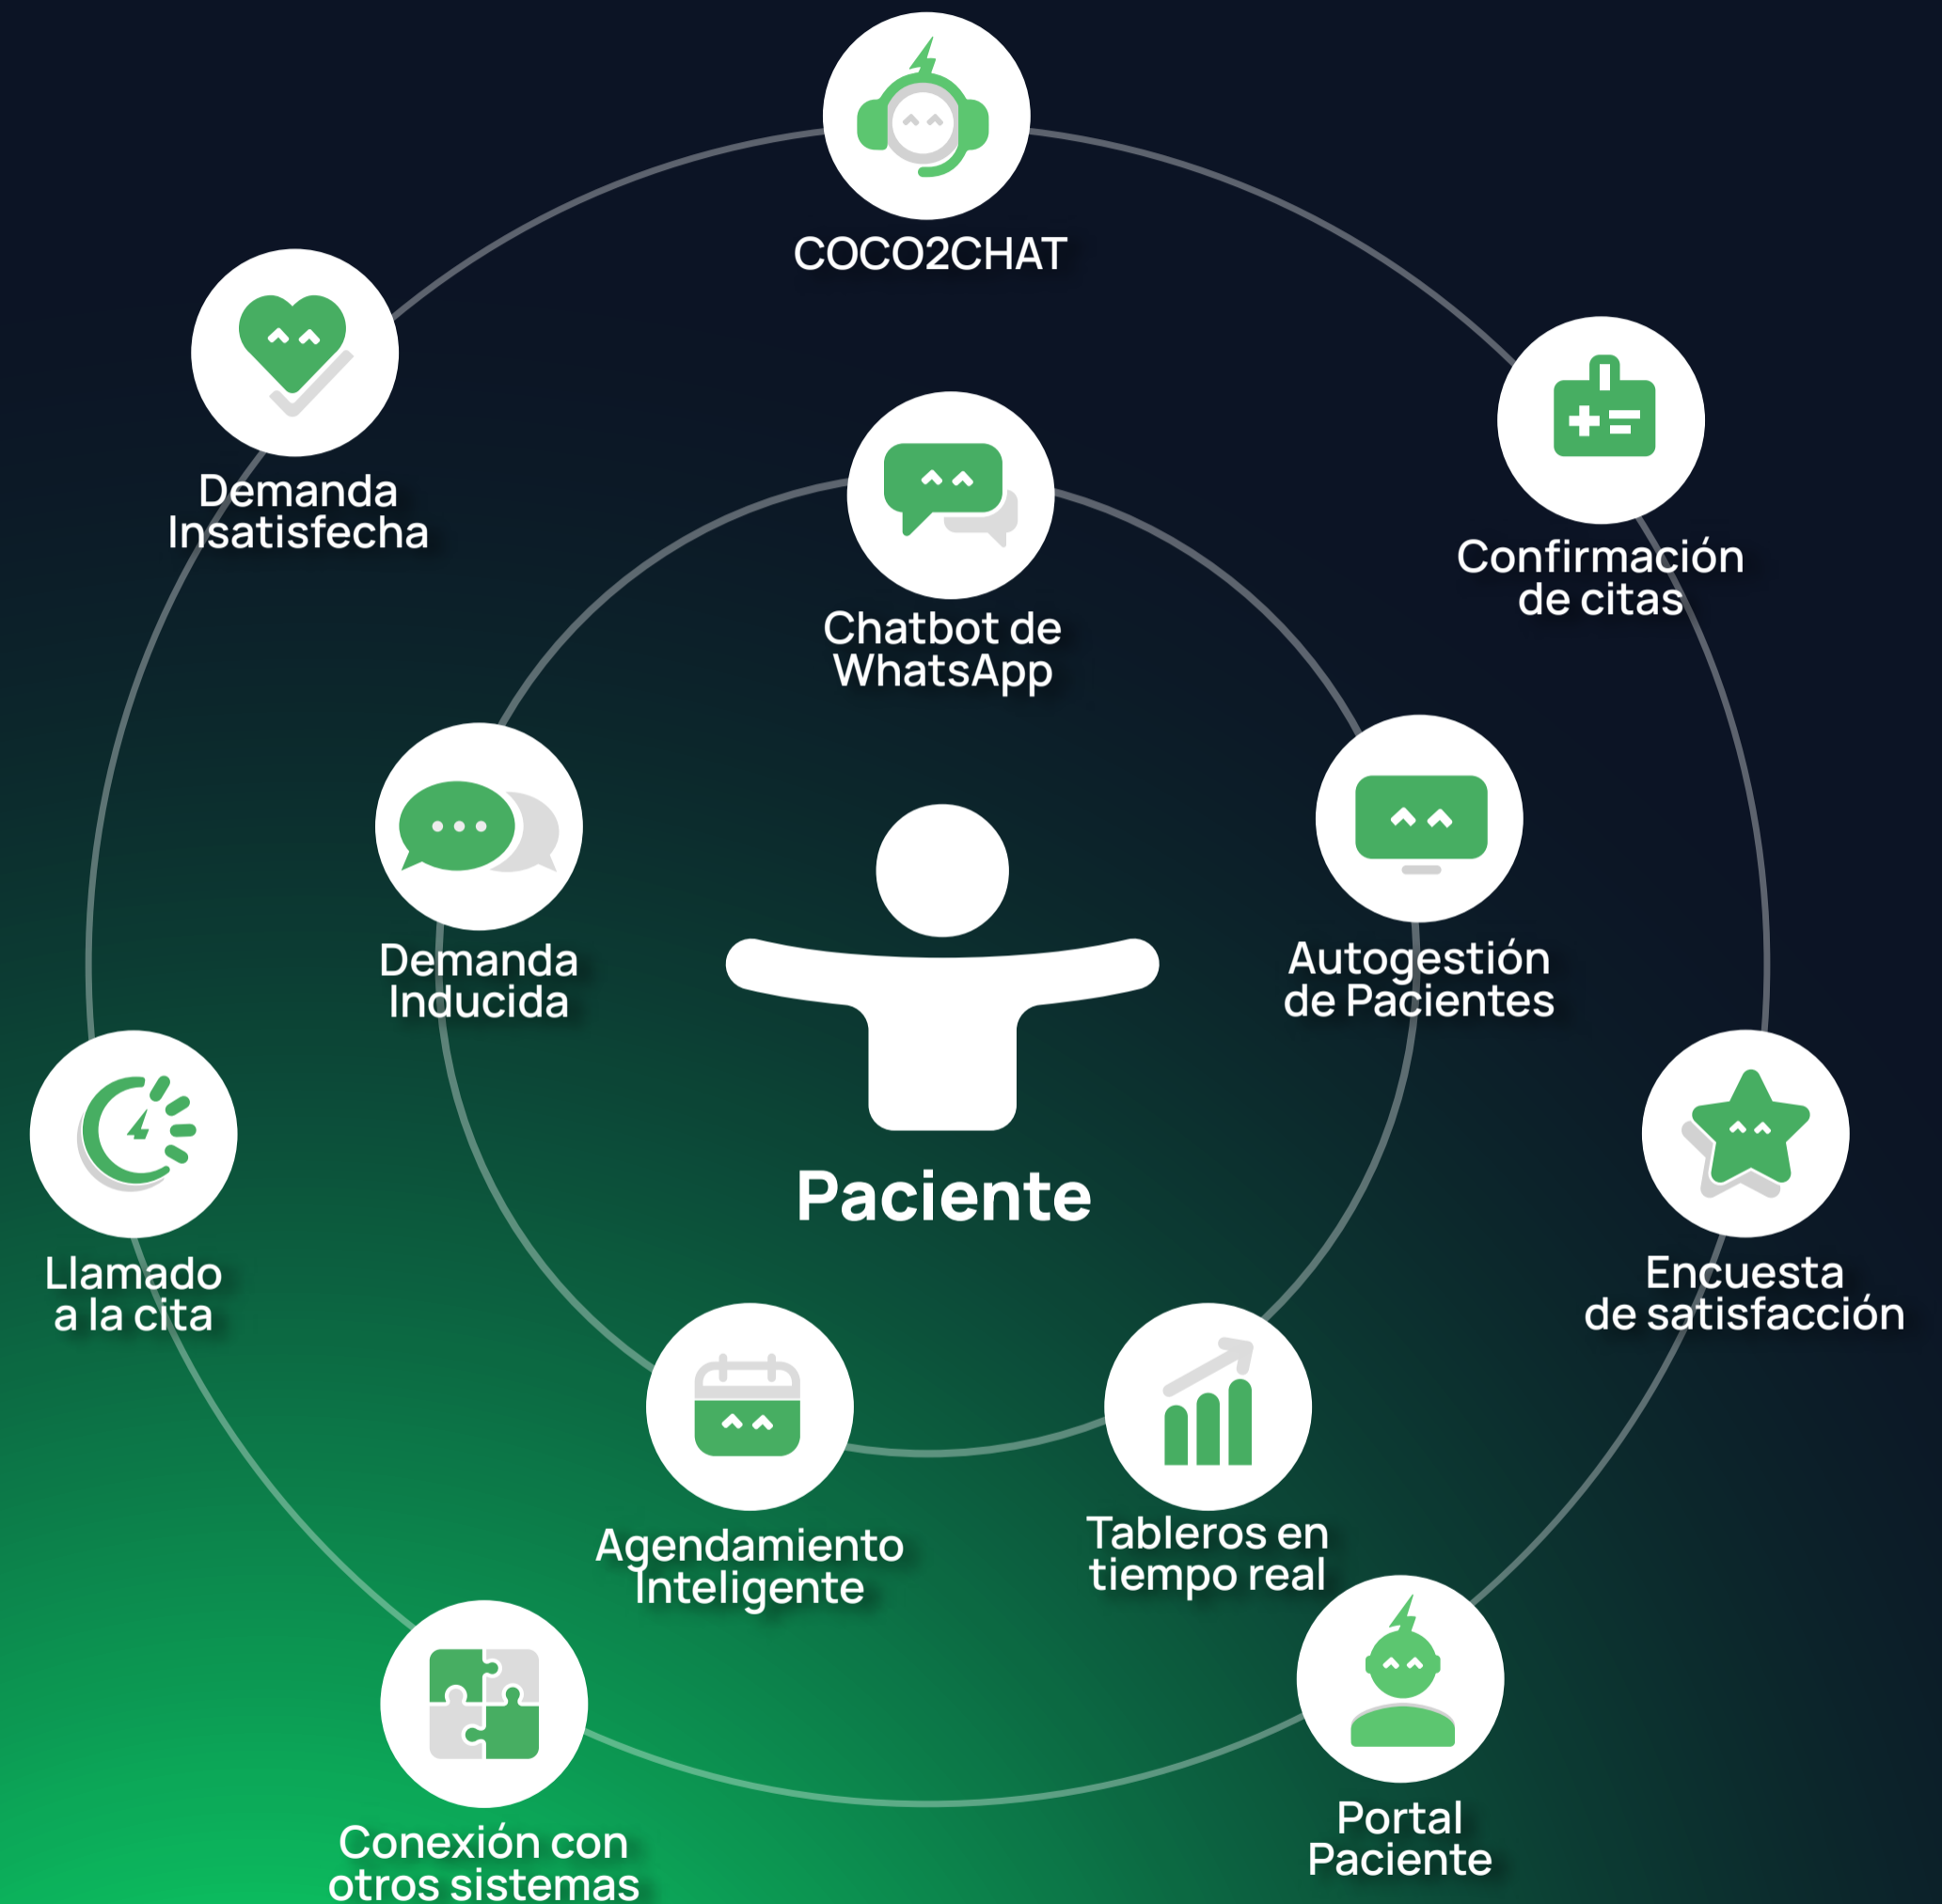 COCO2CHAT
Demanda
Insatisfecha
Confirmación
de citas
Chatbot de
WhatsApp
Demanda
Inducida
Autogestión
de Pacientes
Paciente
Llamado
a la cita
Encuesta
de satisfacción
Agendamiento
Inteligente
Tableros en
tiempo real
Conexión con
otros sistemas
Portal
Paciente